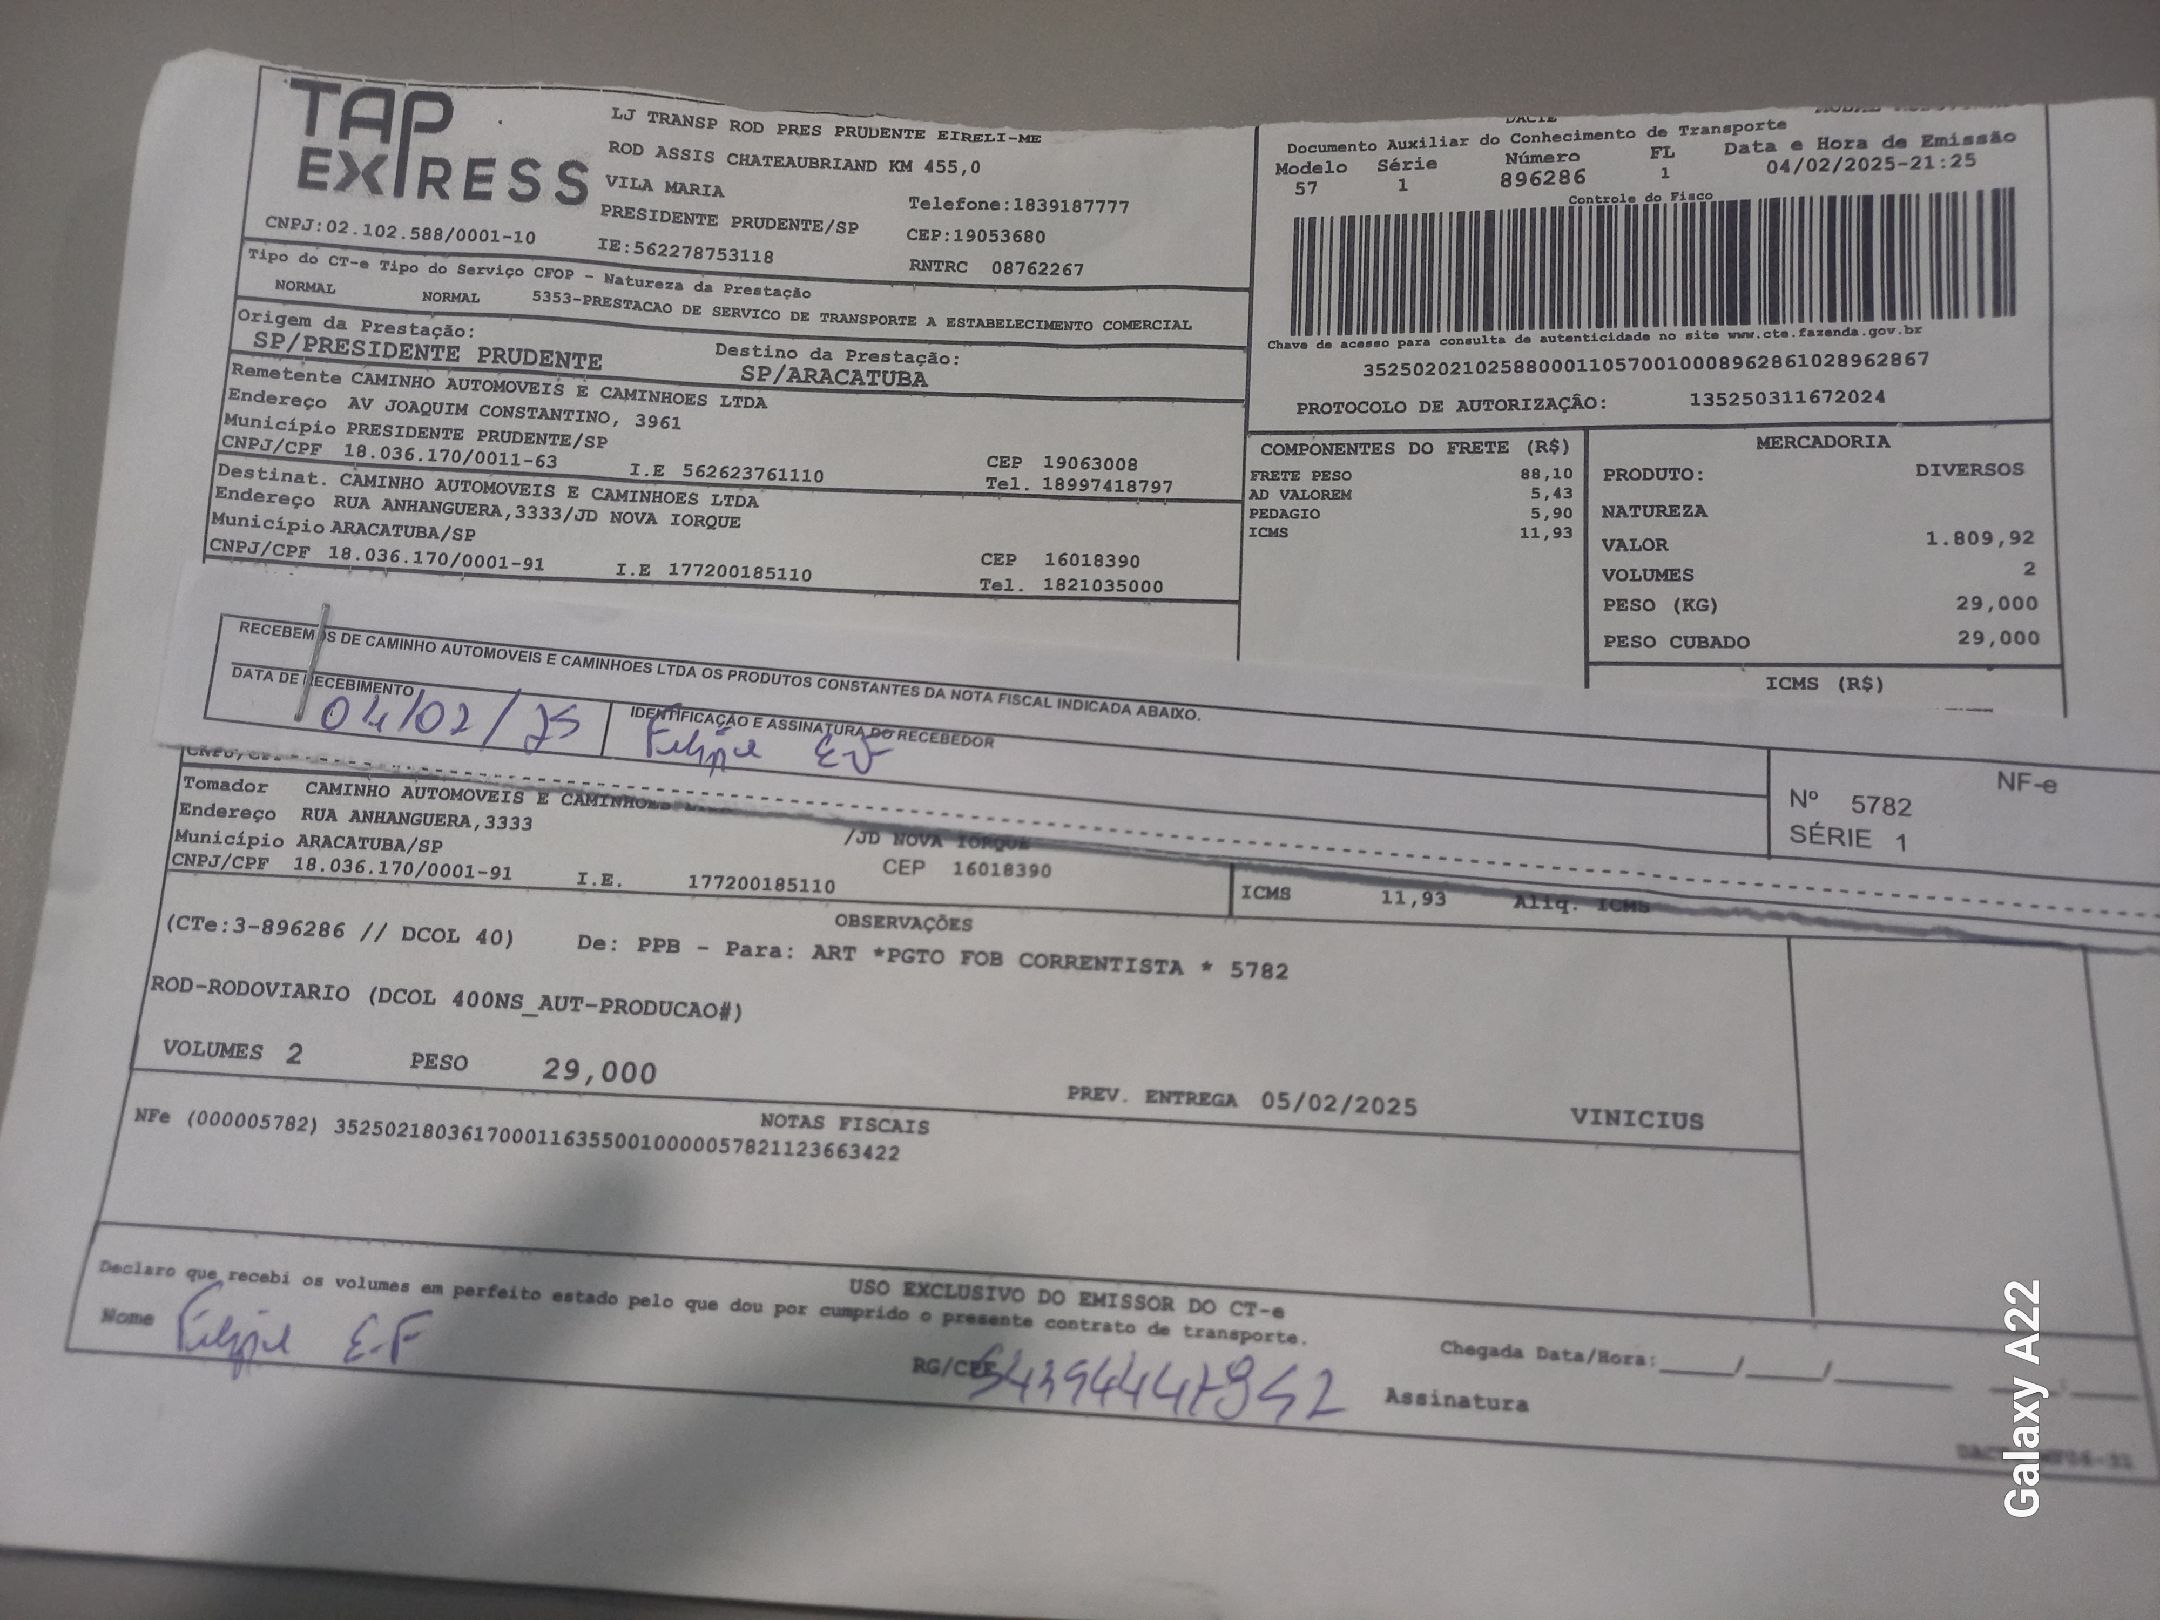 TAP EXPRESS
LJ TRANSP ROD PRES PRUDENTE EIRELI-ME
ROD ASSIS CHATEAUBRIAND KM 455,0
VILA MARIA
Telefone:1839187777
PRESIDENTE PRUDENTE/SP
CEP:19053680
CNPJ:02.102.588/0001-10
IE:562278753118
RNTRC 08762267
Tipo do CT-e Tipo do Serviço CFOP - Natureza da Prestação
NORMAL NORMAL 5353-PRESTACAO DE SERVICO DE TRANSPORTE A ESTABELECIMENTO COMERCIAL
Origem da Prestação:
SP/PRESIDENTE PRUDENTE
Destino da Prestação:
SP/ARACATUBA
Remetente CAMINHO AUTOMOVEIS E CAMINHOES LTDA
Endereço AV JOAQUIM CONSTANTINO, 3961
Município PRESIDENTE PRUDENTE/SP
CEP 19063008
CNPJ/CPF 18.036.170/0011-63 I.E 562623761110 Tel. 18997418797
Destinat. CAMINHO AUTOMOVEIS E CAMINHOES LTDA
Endereço RUA ANHANGUERA,3333/JD NOVA IORQUE
Município ARACATUBA/SP
CEP 16018390
CNPJ/CPF 18.036.170/0001-91 I.E 177200185110 Tel. 1821035000
DACTE
Documento Auxiliar do Conhecimento de Transporte
Modelo Série Número FL Data e Hora de Emissão
57 1 896286 1 04/02/2025-21:25
Controle do Fisco
Chave de acesso para consulta de autenticidade no site www.cte.fazenda.gov.br
35250202102588000110570010008962861028962867
PROTOCOLO DE AUTORIZAÇÃO: 135250311672024
COMPONENTES DO FRETE (R$)
FRETE PESO 88,10
AD VALOREM 5,43
PEDAGIO 5,90
ICMS 11,93
MERCADORIA
PRODUTO: DIVERSOS
NATUREZA
VALOR 1.809,92
VOLUMES 2
PESO (KG) 29,000
PESO CUBADO 29,000
ICMS (R$)
RECEBEMOS DE CAMINHO AUTOMOVEIS E CAMINHOES LTDA OS PRODUTOS CONSTANTES DA NOTA FISCAL INDICADA ABAIXO.
DATA DE RECEBIMENTO
04/02/25
IDENTIFICAÇÃO E ASSINATURA DO RECEBEDOR
Felipe E.F
NF-e
Nº 5782
SÉRIE 1
Tomador CAMINHO AUTOMOVEIS E CAMINHOES
Endereço RUA ANHANGUERA,3333 /JD NOVA IORQUE
Município ARACATUBA/SP CEP 16018390
CNPJ/CPF 18.036.170/0001-91 I.E. 177200185110
ICMS 11,93 Aliq. ICMS
OBSERVAÇÕES
(CTe:3-896286 // DCOL 40) De: PPB - Para: ART *PGTO FOB CORRENTISTA * 5782
ROD-RODOVIARIO (DCOL 400NS_AUT-PRODUCAO#)
VOLUMES 2 PESO 29,000
PREV. ENTREGA 05/02/2025 VINICIUS
NOTAS FISCAIS
NFe (000005782) 35250218036170001163550010000057821123663422
USO EXCLUSIVO DO EMISSOR DO CT-e
Declaro que recebi os volumes em perfeito estado pelo que dou por cumprido o presente contrato de transporte.
Nome Felipe E.F
RG/CPF
Chegada Data/Hora:____/____/______
Assinatura
Galaxy A22